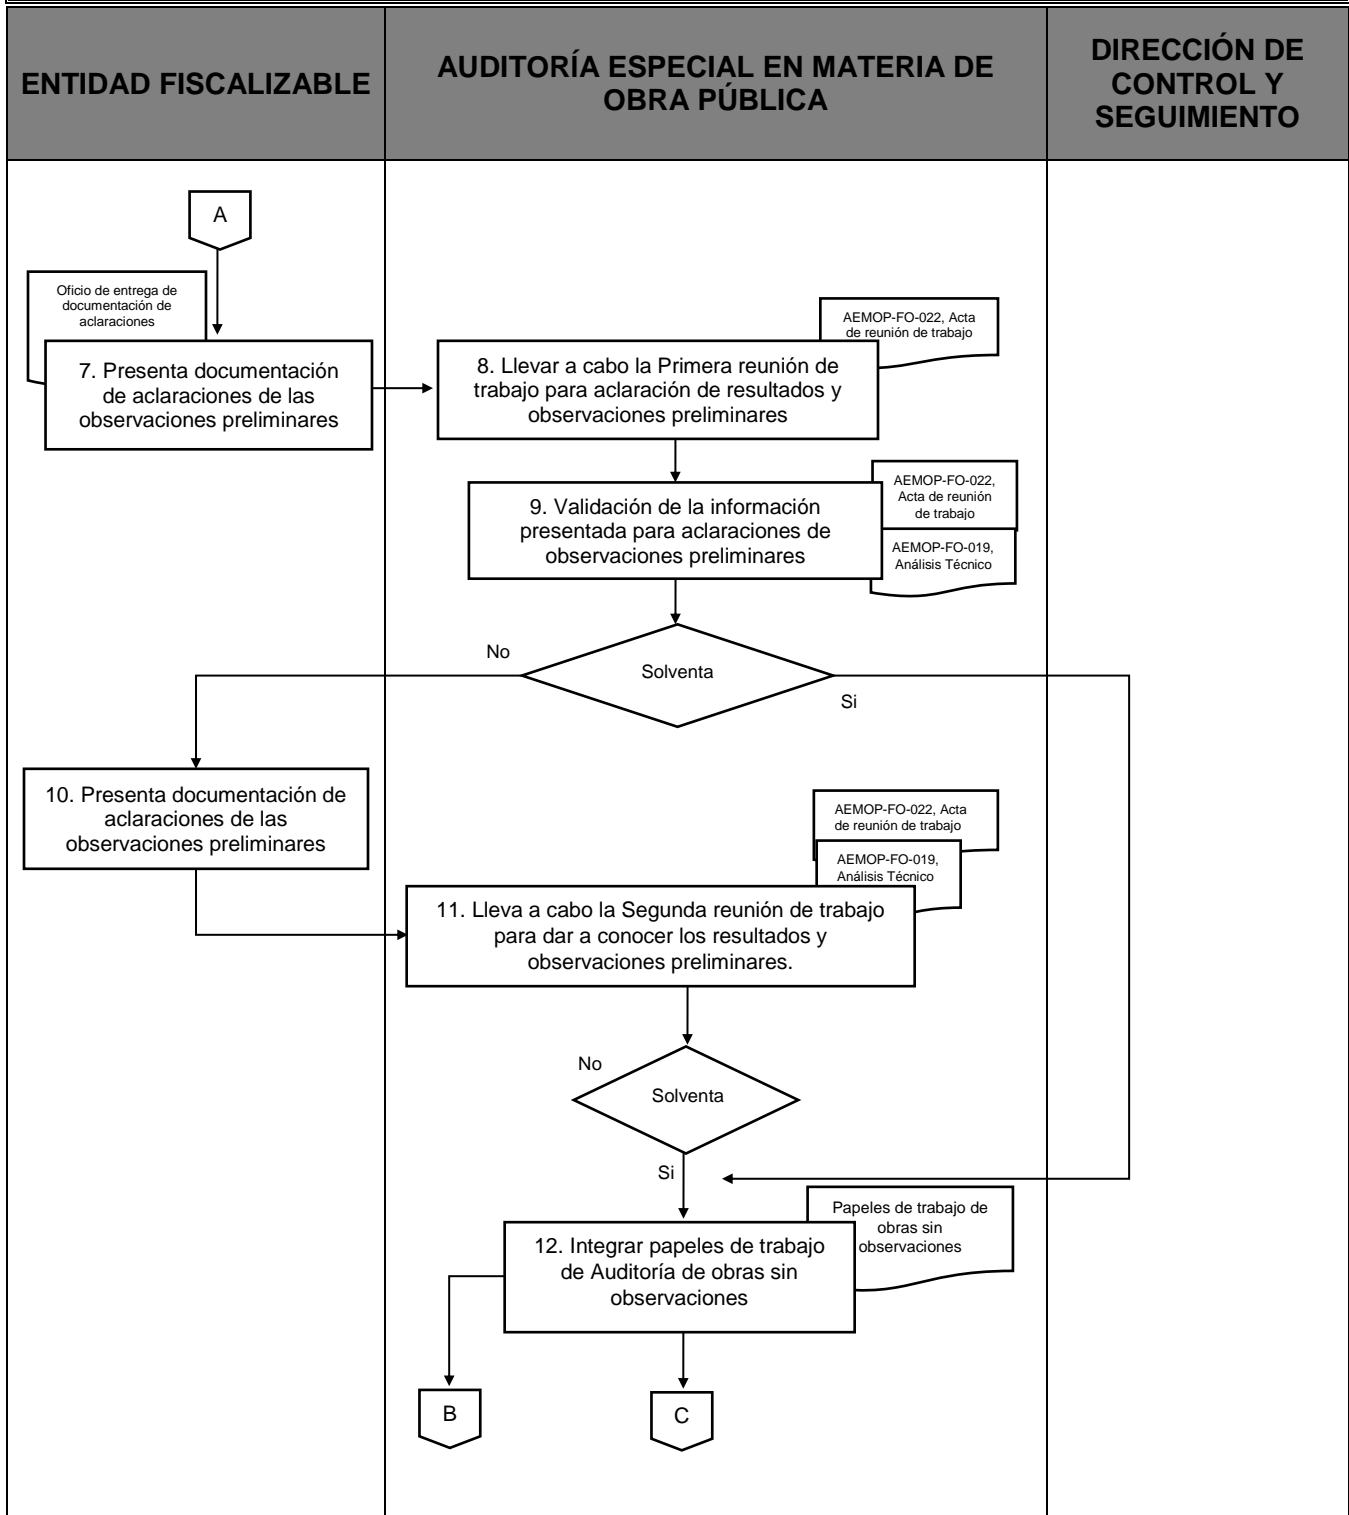 ENTIDAD FISCALIZABLE
AUDITORÍA ESPECIAL EN MATERIA DE
OBRA PÚBLICA
DIRECCIÓN DE
CONTROL Y
SEGUIMIENTO
A
Oficio de entrega de
documentación de
aclaraciones
7. Presenta documentación
de aclaraciones de las
observaciones preliminares
AEMOP-FO-022, Acta
de reunión de trabajo
8. Llevar a cabo la Primera reunión de
trabajo para aclaración de resultados y
observaciones preliminares
AEMOP-FO-022,
Acta de reunión
de trabajo
9. Validación de la información
presentada para aclaraciones de
observaciones preliminares
AEMOP-FO-019,
Análisis Técnico
No
Solventa
Si
10. Presenta documentación de
aclaraciones de las
observaciones preliminares
AEMOP-FO-022, Acta
de reunión de trabajo
AEMOP-FO-019,
Análisis Técnico
11. Lleva a cabo la Segunda reunión de trabajo
para dar a conocer los resultados y
observaciones preliminares.
No
Solventa
Si
Papeles de trabajo de
obras sin
observaciones
12. Integrar papeles de trabajo
de Auditoría de obras sin
observaciones
B
C